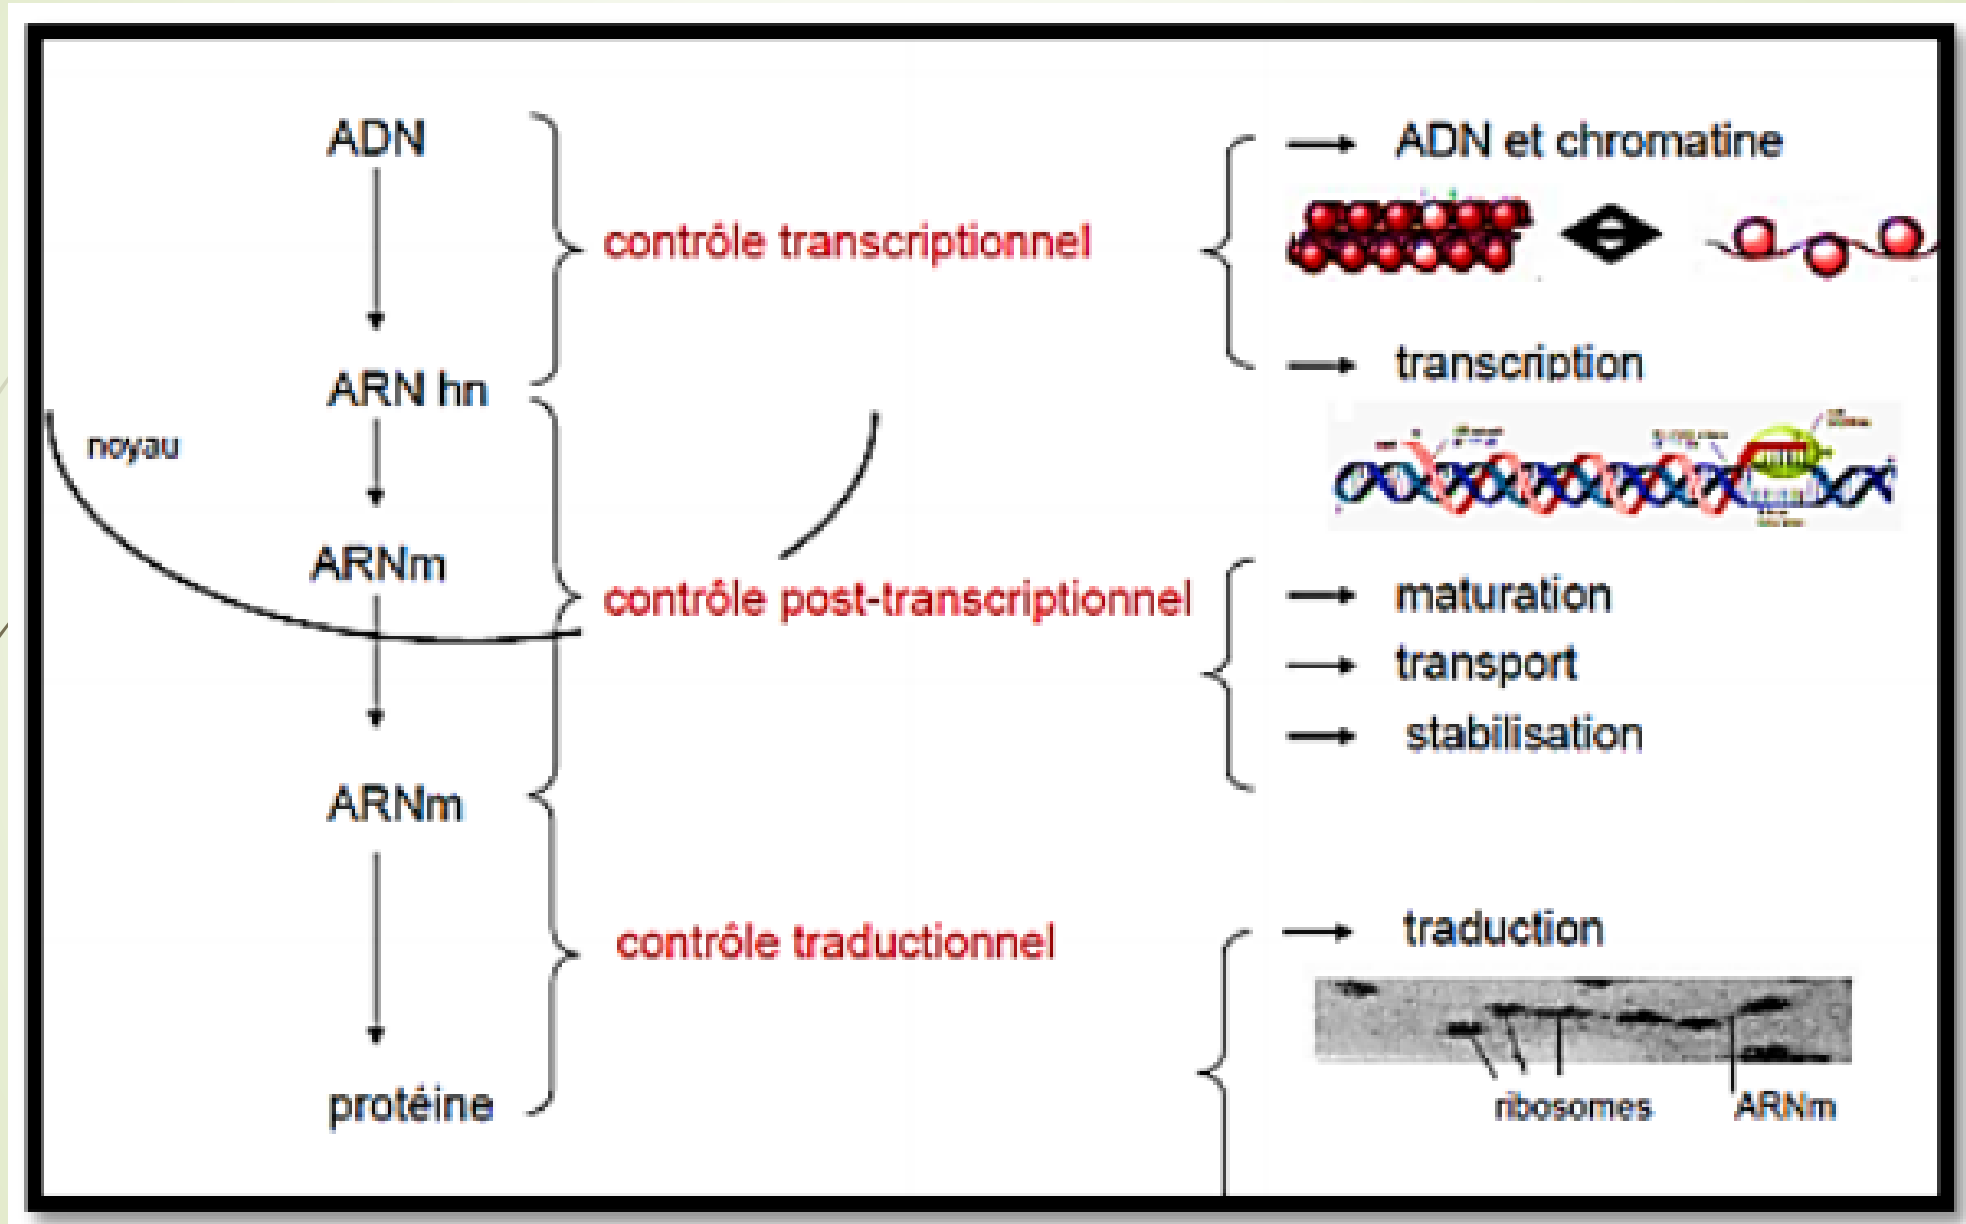 ADN
contrôle transcriptionnel
ADN et chromatine
transcription
ARN hn
noyau
ARNm
contrôle post-transcriptionnel
maturation
transport
stabilisation
ARNm
contrôle traductionnel
traduction
ribosomes
ARNm
protéine